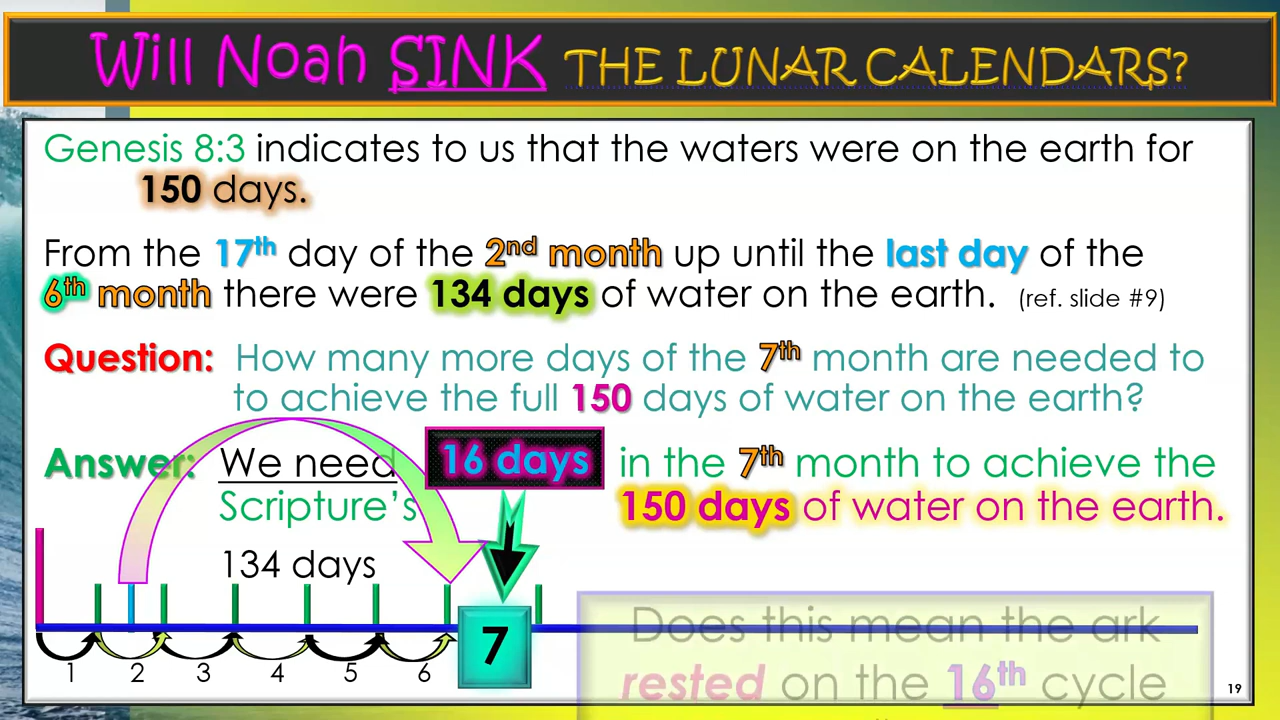 Will Noah SINK THE LUNAR CALENDARS?
Genesis 8:3 indicates to us that the waters were on the earth for
150 days.
From the 17th day of the 2nd month up until the last day of the
6th month there were 134 days of water on the earth. (ref. slide #9)
Question: How many more days of the 7th month are needed to
to achieve the full 150 days of water on the earth?
Answer: We need 16 days in the 7th month to achieve the
Scripture's 150 days of water on the earth.
134 days
1 2 3 4 5 6 7
Does this mean the ark
rested on the 16th cycle
19